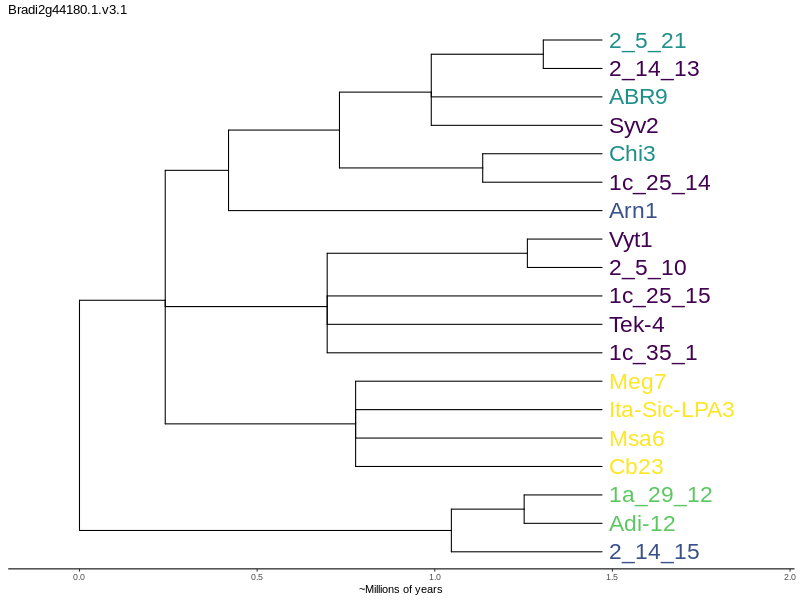 Bradi2g44180.1.v3.1
2_5_21
2_14_13
ABR9
Syv2
Chi3
1c_25_14
Arn1
Vyt1
2_5_10
1c_25_15
Tek-4
1c_35_1
Meg7
Ita-Sic-LPA3
Msa6
Cb23
1a_29_12
Adi-12
2_14_15
0.0 0.5 1.0 1.5 2.0
~Millions of years